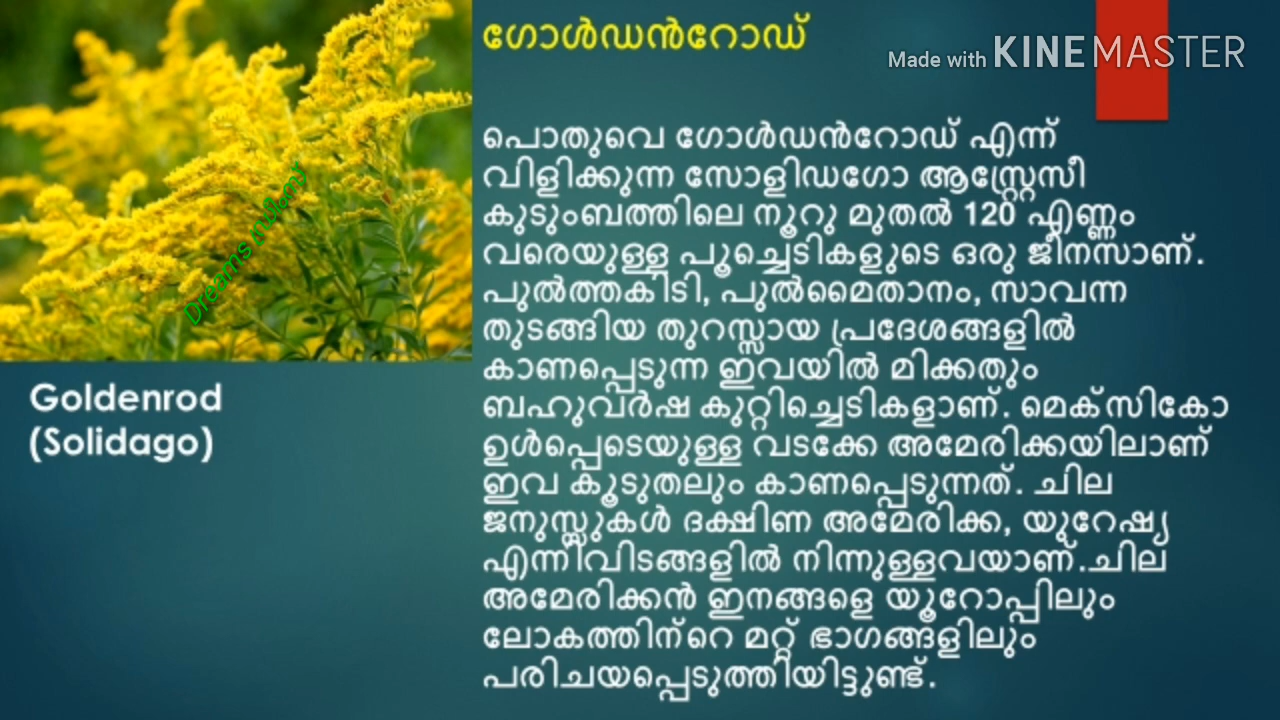 ഗോൾഡൻറോഡ്
Made with KINEMASTER
പൊതുവെ ഗോൾഡൻറോഡ് എന്ന്
വിളിക്കുന്ന സോളിഡഗോ ആസ്റ്റ്രേസീ
കുടുംബത്തിലെ നൂറു മുതൽ 120 എണ്ണം
വരെയുള്ള പൂച്ചെടികളുടെ ഒരു ജീനസാണ്.
പുൽത്തകിടി, പുൽമൈതാനം, സാവന്ന
തുടങ്ങിയ തുറസ്സായ പ്രദേശങ്ങളിൽ
കാണപ്പെടുന്ന ഇവയിൽ മിക്കതും
ബഹുവർഷ കുറ്റിച്ചെടികളാണ്. മെക്സികോ
ഉൾപ്പെടെയുള്ള വടക്കേ അമേരിക്കയിലാണ്
ഇവ കൂടുതലും കാണപ്പെടുന്നത്. ചില
ജനുസ്സുകൾ ദക്ഷിണ അമേരിക്ക, യുറേഷ്യ
എന്നിവിടങ്ങളിൽ നിന്നുള്ളവയാണ്.ചില
അമേരിക്കൻ ഇനങ്ങളെ യൂറോപ്പിലും
ലോകത്തിന്റെ മറ്റ് ഭാഗങ്ങളിലും
പരിചയപ്പെടുത്തിയിട്ടുണ്ട്.
Dreams
Goldenrod
(Solidago)